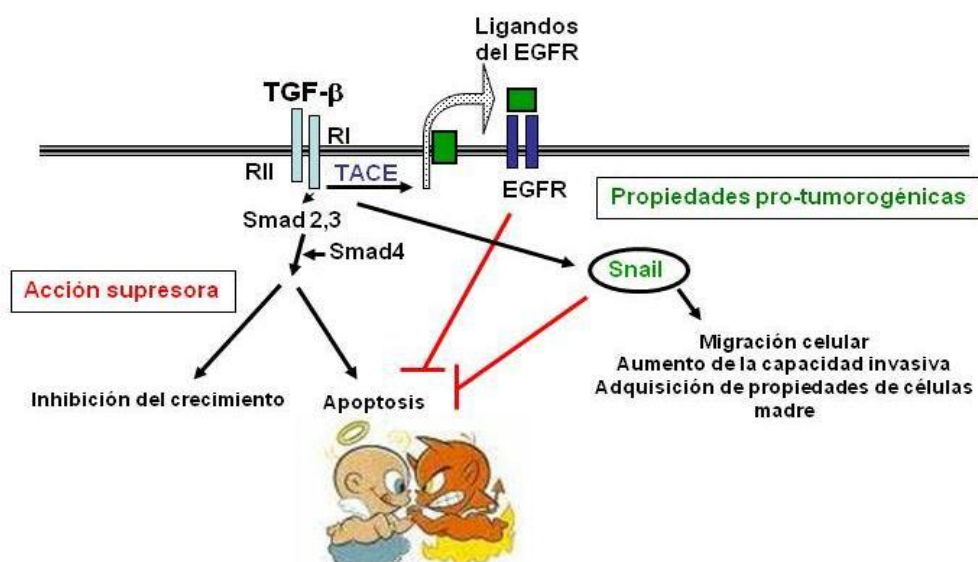 Ligandos
del EGFR
TGF-β
RI
RII
TACE
EGFR
Propiedades pro-tumorogénicas
Smad 2,3
Smad4
Snail
Acción supresora
Migración celular
Aumento de la capacidad invasiva
Adquisición de propiedades de células
madre
Inhibición del crecimiento
Apoptosis